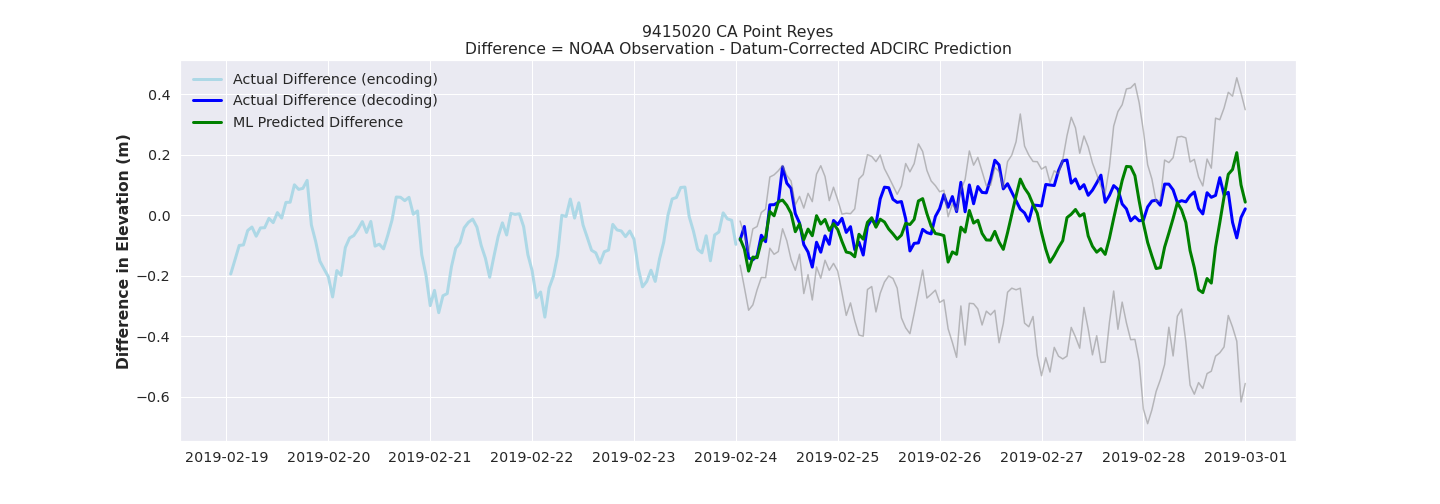 9415020 CA Point Reyes
Difference = NOAA Observation - Datum-Corrected ADCIRC Prediction
Actual Difference (encoding)
Actual Difference (decoding)
ML Predicted Difference
Difference in Elevation (m)
0.4
0.2
0.0
−0.2
−0.4
−0.6
2019-02-19 2019-02-20 2019-02-21 2019-02-22 2019-02-23 2019-02-24 2019-02-25 2019-02-26 2019-02-27 2019-02-28 2019-03-01